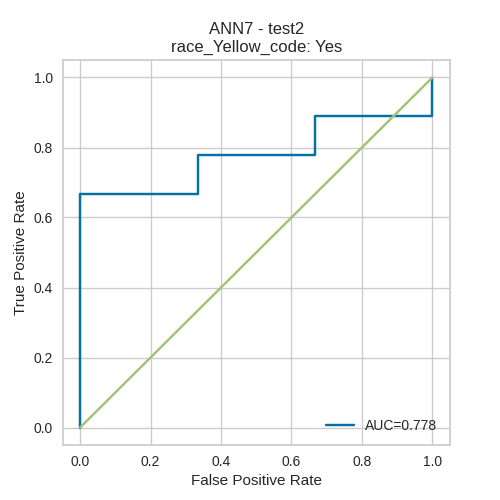 ANN7 - test2
race_Yellow_code: Yes
1.0
0.8
0.6
0.4
0.2
0.0
True Positive Rate
AUC=0.778
0.0 0.2 0.4 0.6 0.8 1.0
False Positive Rate